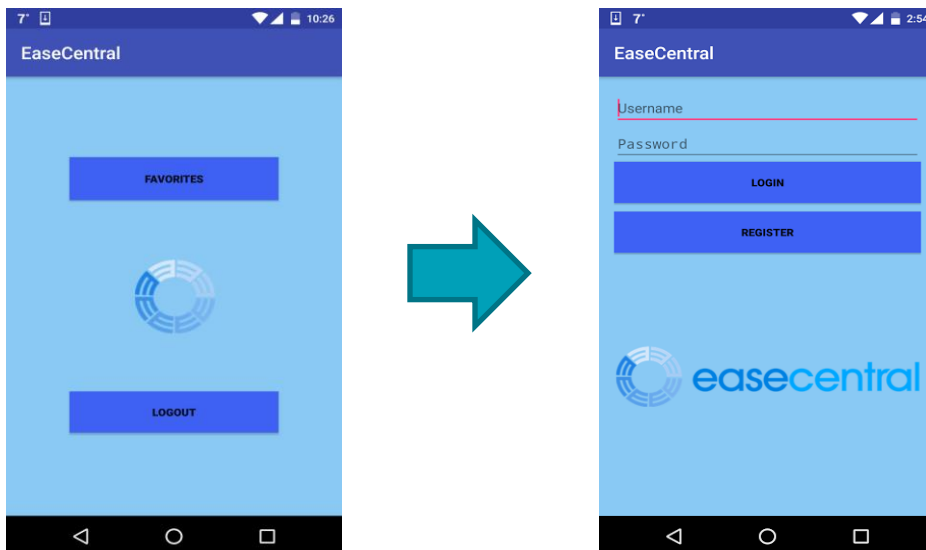 7° 10:26
EaseCentral
FAVORITES
LOGOUT
7° 2:54
EaseCentral
Username
Password
LOGIN
REGISTER
easecentral